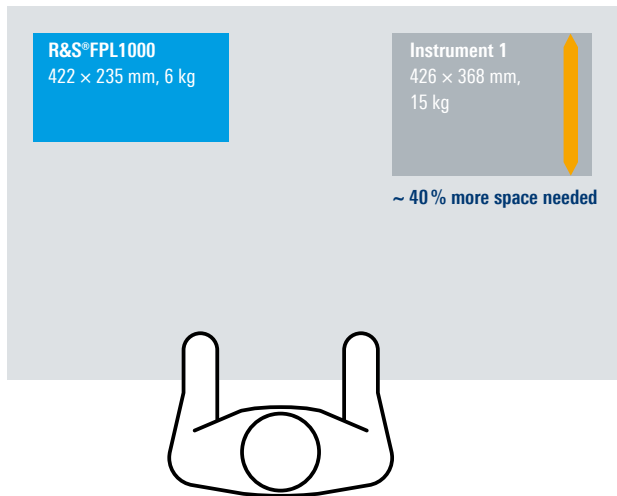 R&S®FPL1000
422 × 235 mm, 6 kg
Instrument 1
426 × 368 mm,
15 kg
~ 40 % more space needed